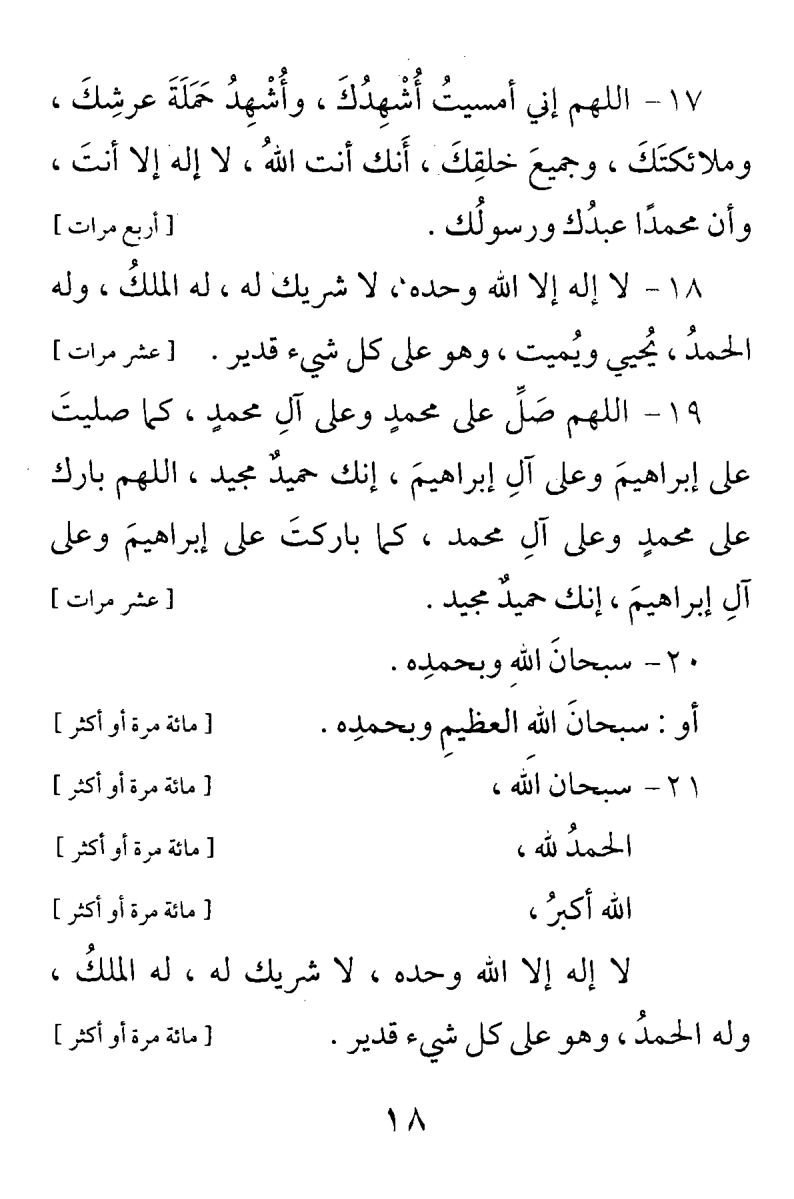 ١٧ – اللهم إني أمسيتُ أُشْهِدُكَ ، وأُشْهِدُ حَمَلَةَ عرشِكَ ،
وملائكتَكَ ، وجميعَ خلقِكَ ، أَنك أنت اللهُ ، لا إله إلا أنتَ ،
وأن محمدًا عبدُك ورسولُك . [ أربع مرات ]
١٨ – لا إله إلا الله وحده ، لا شريك له ، له الملكُ ، وله
الحمدُ ، يُحيي ويُميت ، وهو على كل شيء قدير . [ عشر مرات ]
١٩ – اللهم صَلِّ على محمدٍ وعلى آلِ محمدٍ ، كما صليتَ
على إبراهيمَ وعلى آلِ إبراهيمَ ، إنك حميدٌ مجيد ، اللهم بارك
على محمدٍ وعلى آلِ محمد ، كما باركتَ على إبراهيمَ وعلى
آلِ إبراهيمَ ، إنك حميدٌ مجيد . [ عشر مرات ]
٢٠ – سبحانَ اللهِ وبحمدِه .
أو : سبحانَ اللهِ العظيمِ وبحمدِه . [ مائة مرة أو أكثر ]
٢١ – سبحان الله ، [ مائة مرة أو أكثر ]
الحمدُ لله ، [ مائة مرة أو أكثر ]
الله أكبرُ ، [ مائة مرة أو أكثر ]
لا إله إلا الله وحده ، لا شريك له ، له الملكُ ،
وله الحمدُ ، وهو على كل شيء قدير . [ مائة مرة أو أكثر ]
١٨